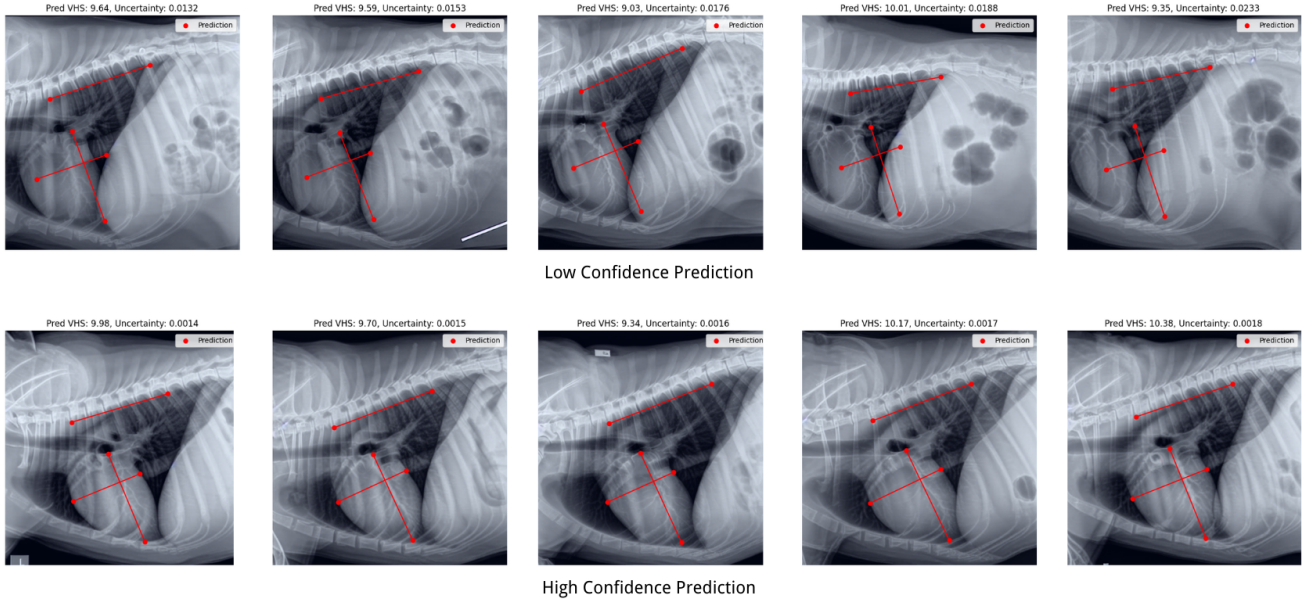 Pred VHS: 9.64, Uncertainty: 0.0132
Prediction
Pred VHS: 9.59, Uncertainty: 0.0153
Prediction
Pred VHS: 9.03, Uncertainty: 0.0176
Prediction
Pred VHS: 10.01, Uncertainty: 0.0188
Prediction
Pred VHS: 9.35, Uncertainty: 0.0233
Prediction
Low Confidence Prediction
Pred VHS: 9.98, Uncertainty: 0.0014
Prediction
Pred VHS: 9.70, Uncertainty: 0.0015
Prediction
Pred VHS: 9.34, Uncertainty: 0.0016
Prediction
Pred VHS: 10.17, Uncertainty: 0.0017
Prediction
Pred VHS: 10.38, Uncertainty: 0.0018
Prediction
High Confidence Prediction